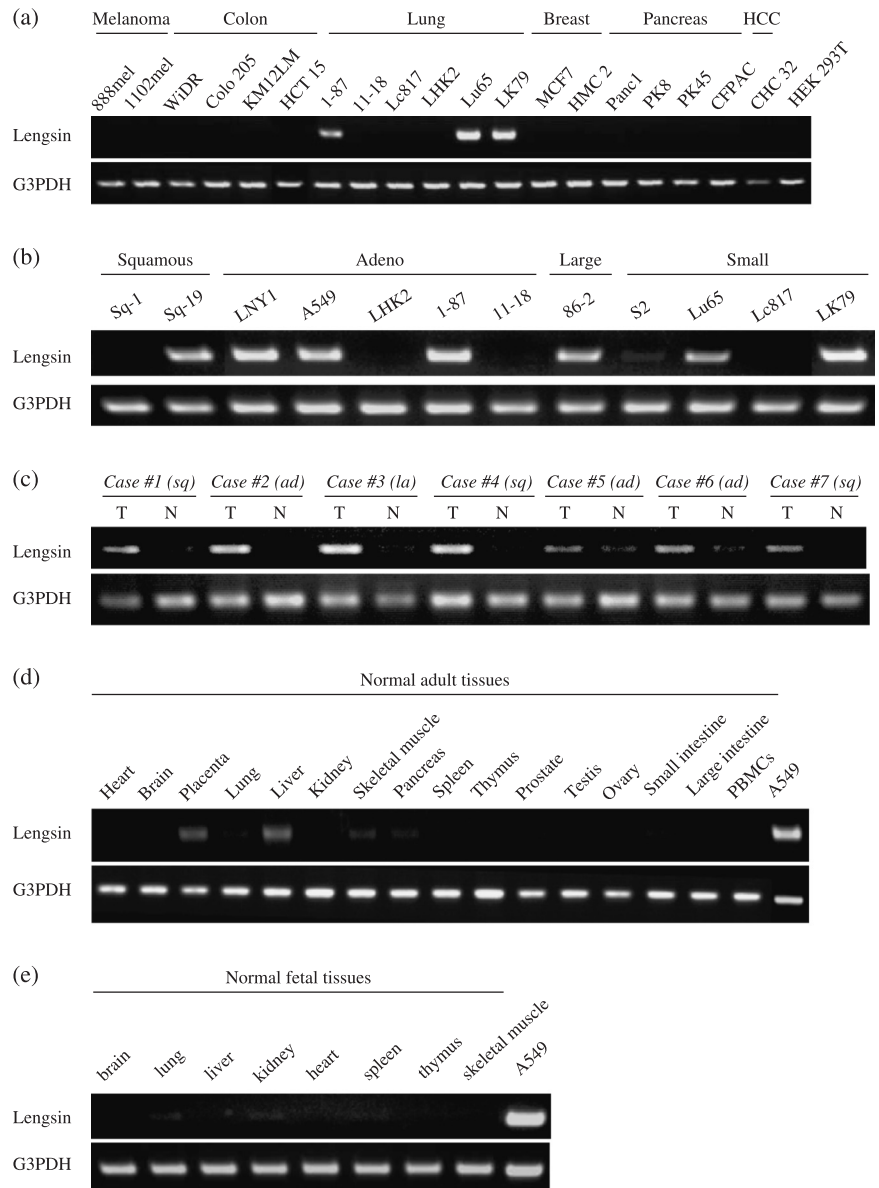 (a)
Melanoma Colon Lung Breast Pancreas HCC
888mel 1102mel WiDR Colo 205 KM12LM HCT 15 1-87 11-18 Lc817 LHK2 Lu65 LK79 MCF7 HMC 2 Panc1 PK8 PK45 CFPAC CHC 32 HEK 293T
Lengsin
G3PDH
(b)
Squamous Adeno Large Small
Sq-1 Sq-19 LNY1 A549 LHK2 1-87 11-18 86-2 S2 Lu65 Lc817 LK79
Lengsin
G3PDH
(c)
Case #1 (sq) Case #2 (ad) Case #3 (la) Case #4 (sq) Case #5 (ad) Case #6 (ad) Case #7 (sq)
T N T N T N T N T N T N T N
Lengsin
G3PDH
(d)
Normal adult tissues
Heart Brain Placenta Lung Liver Kidney Skeletal muscle Pancreas Spleen Thymus Prostate Testis Ovary Small intestine Large intestine PBMCs A549
Lengsin
G3PDH
(e)
Normal fetal tissues
brain lung liver kidney heart spleen thymus skeletal muscle A549
Lengsin
G3PDH